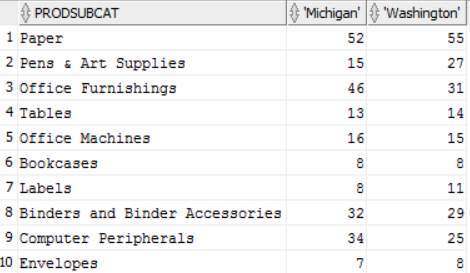 PRODSUBCAT 'Michigan' 'Washington'
1 Paper 52 55
2 Pens & Art Supplies 15 27
3 Office Furnishings 46 31
4 Tables 13 14
5 Office Machines 16 15
6 Bookcases 8 8
7 Labels 8 11
8 Binders and Binder Accessories 32 29
9 Computer Peripherals 34 25
10 Envelopes 7 8